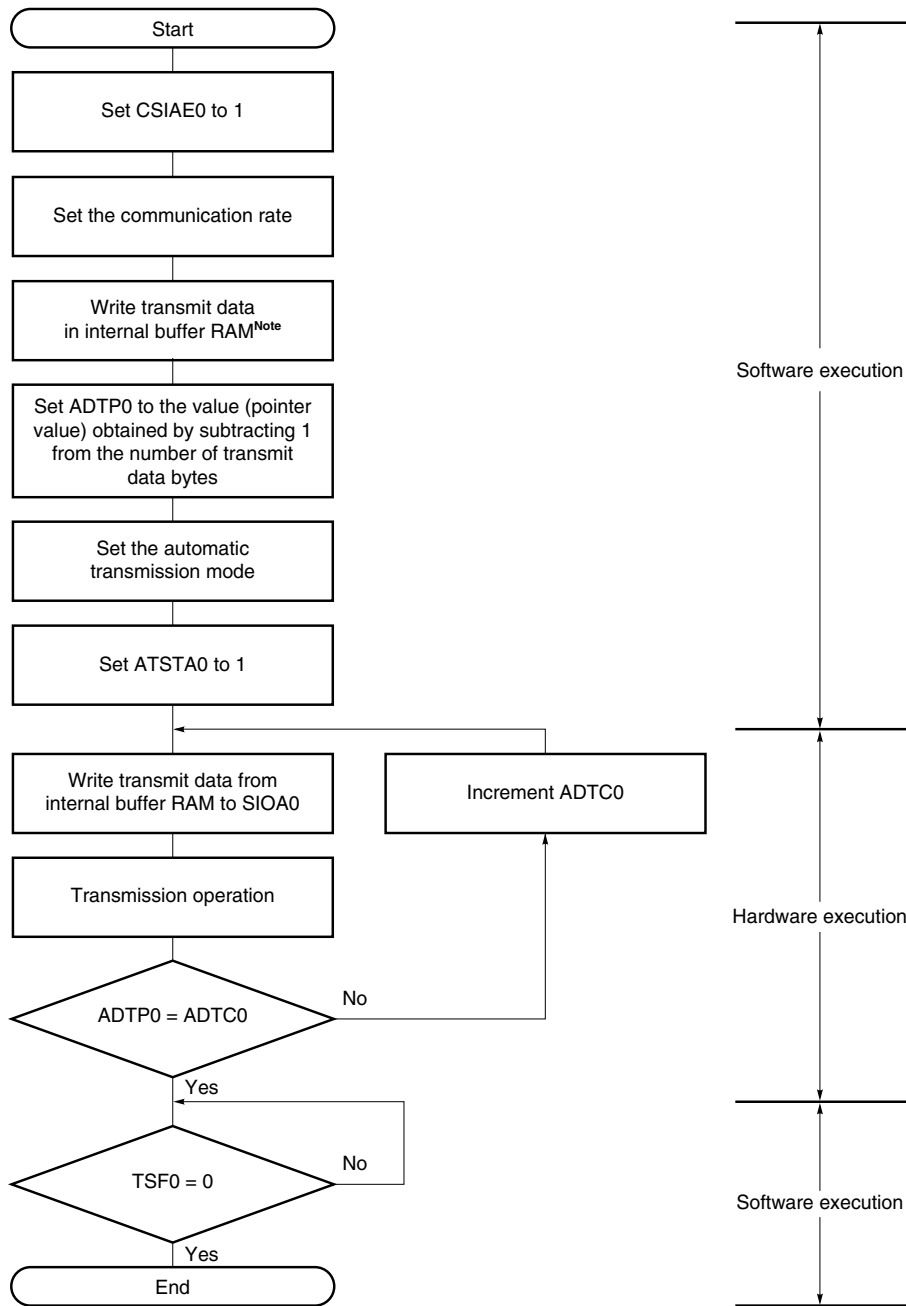 Start
Set CSIAE0 to 1
Set the communication rate
Write transmit data
in internal buffer RAMNote
Set ADTP0 to the value (pointer
value) obtained by subtracting 1
from the number of transmit
data bytes
Set the automatic
transmission mode
Set ATSTA0 to 1
Software execution
Write transmit data from
internal buffer RAM to SIOA0
Increment ADTC0
Transmission operation
Hardware execution
ADTP0 = ADTC0
No
Yes
TSF0 = 0
No
Yes
Software execution
End